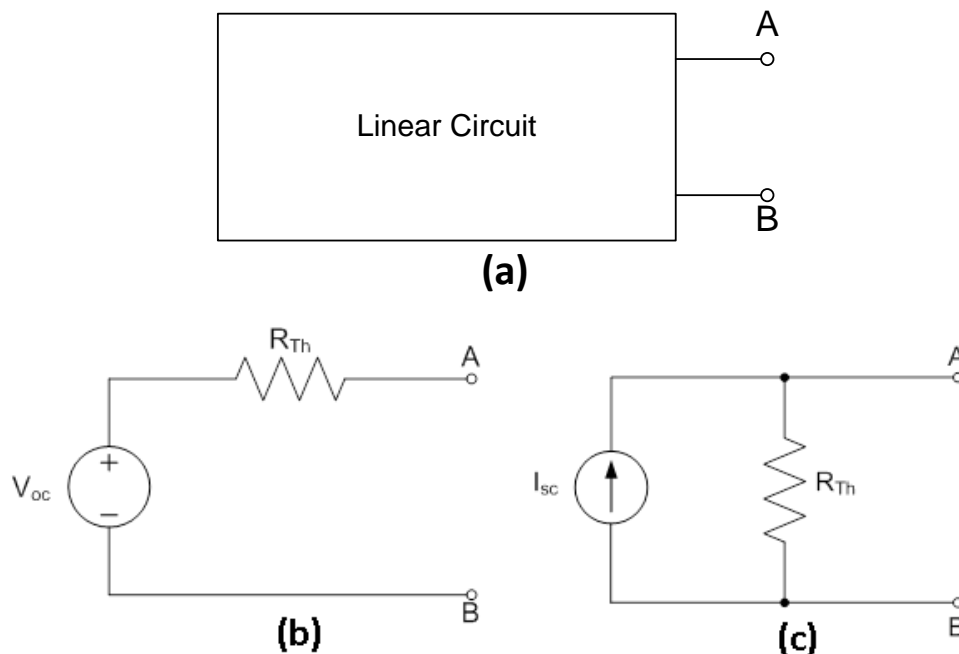 A
Linear Circuit
B
(a)
R_Th
A
V_oc
+
−
B
(b)
A
I_sc
R_Th
B
(c)